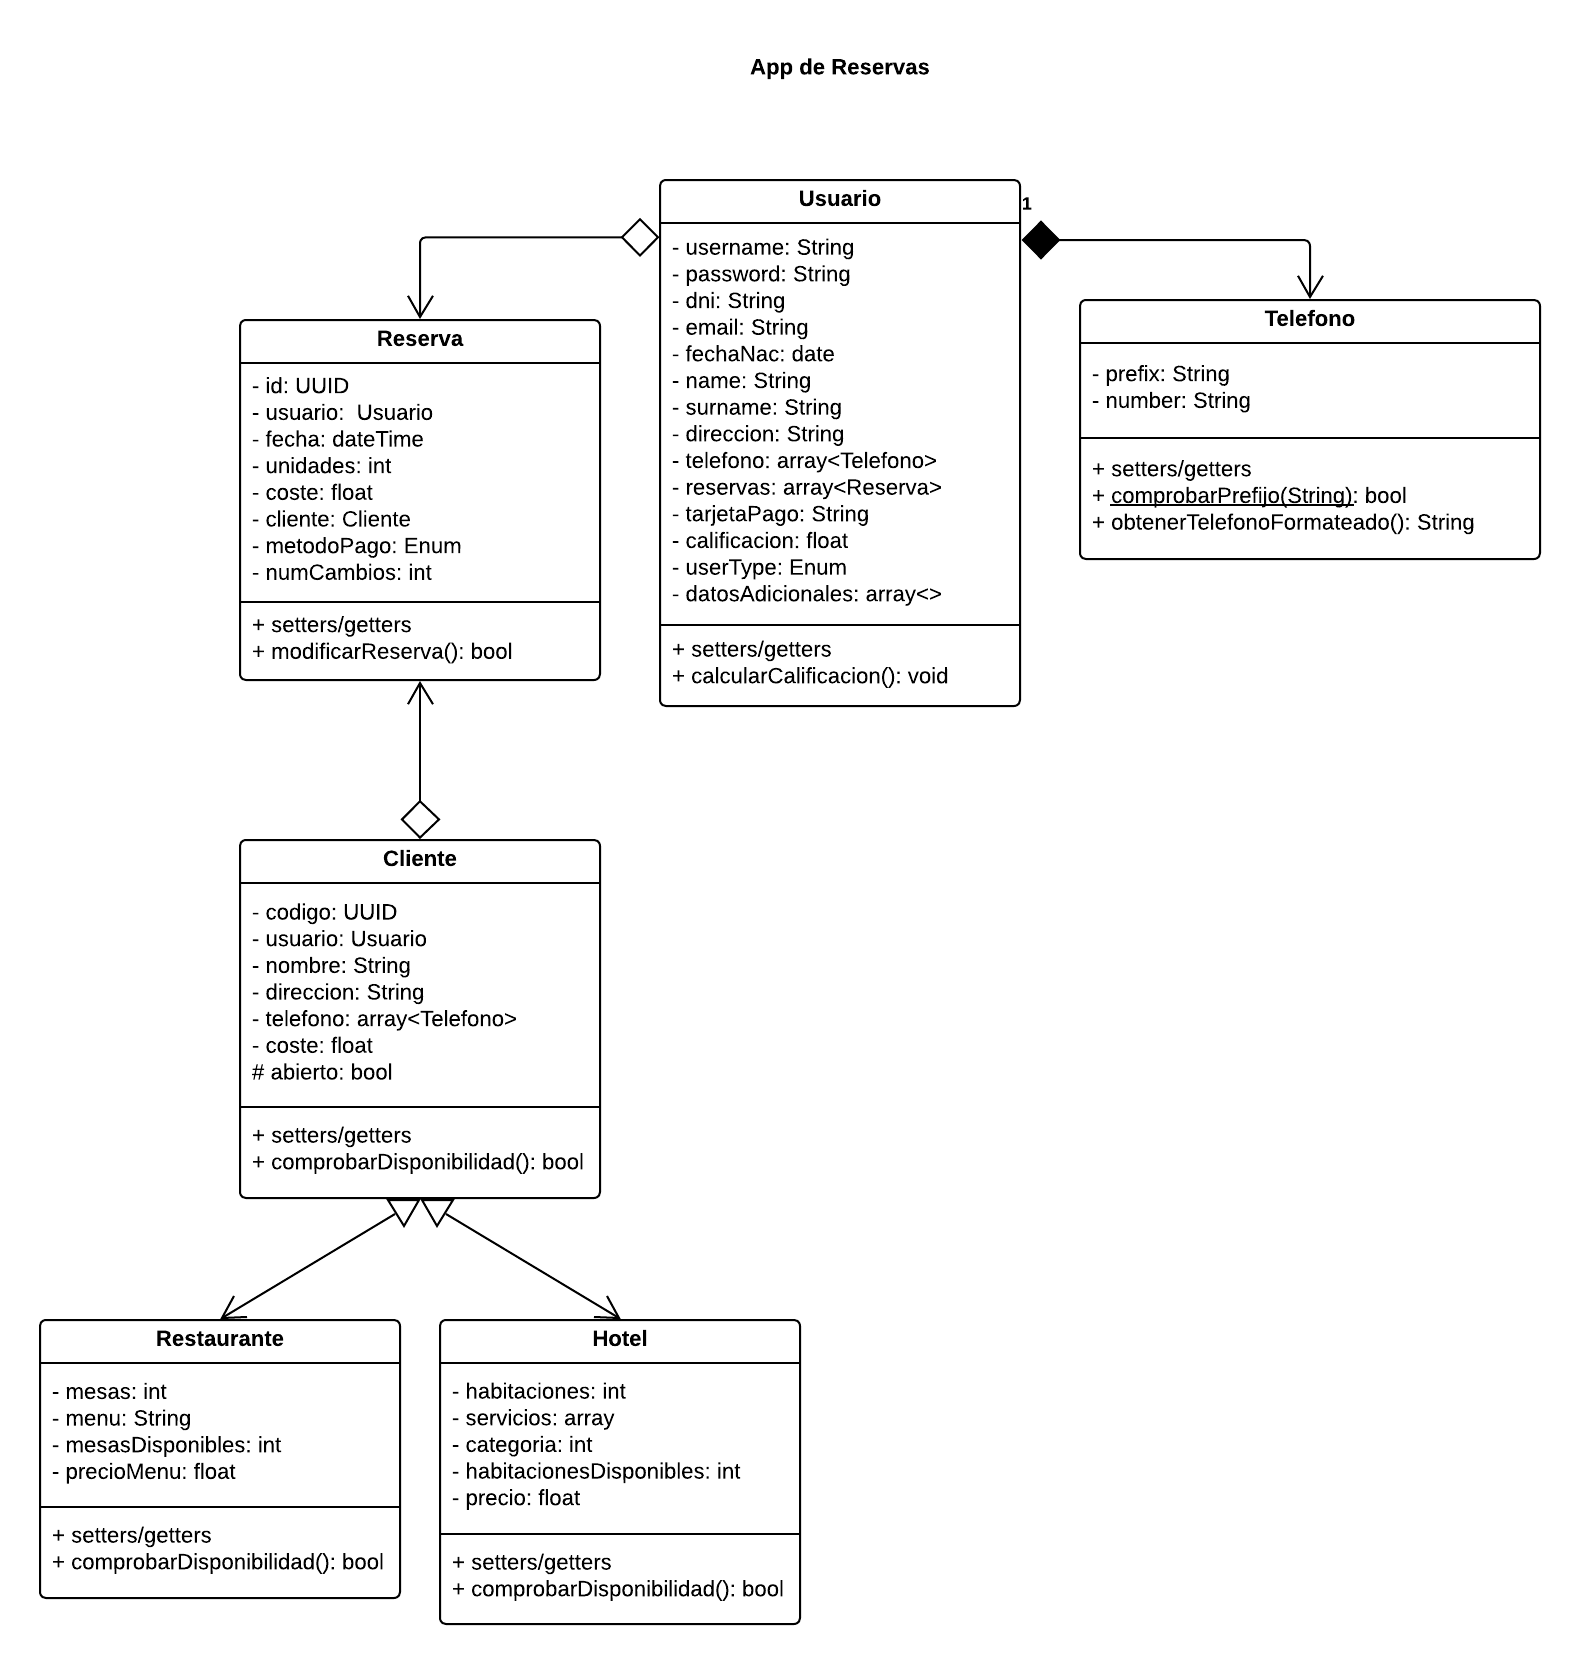 App de Reservas
Usuario
1
- username: String
- password: String
- dni: String
- email: String
- fechaNac: date
- name: String
- surname: String
- direccion: String
- telefono: array<Telefono>
- reservas: array<Reserva>
- tarjetaPago: String
- calificacion: float
- userType: Enum
- datosAdicionales: array<>
+ setters/getters
+ calcularCalificacion(): void
Telefono
- prefix: String
- number: String
+ setters/getters
+ comprobarPrefijo(String): bool
+ obtenerTelefonoFormateado(): String
Reserva
- id: UUID
- usuario:  Usuario
- fecha: dateTime
- unidades: int
- coste: float
- cliente: Cliente
- metodoPago: Enum
- numCambios: int
+ setters/getters
+ modificarReserva(): bool
Cliente
- codigo: UUID
- usuario: Usuario
- nombre: String
- direccion: String
- telefono: array<Telefono>
- coste: float
# abierto: bool
+ setters/getters
+ comprobarDisponibilidad(): bool
Restaurante
- mesas: int
- menu: String
- mesasDisponibles: int
- precioMenu: float
+ setters/getters
+ comprobarDisponibilidad(): bool
Hotel
- habitaciones: int
- servicios: array
- categoria: int
- habitacionesDisponibles: int
- precio: float
+ setters/getters
+ comprobarDisponibilidad(): bool